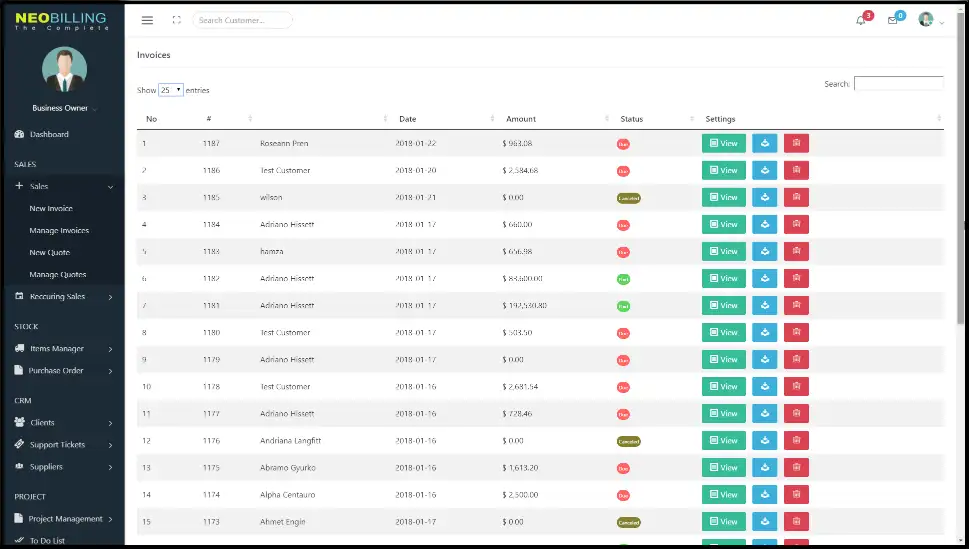 NEOBILLING
The Complete
Search Customer...
3
0
Business Owner
Dashboard
SALES
Sales
New Invoice
Manage Invoices
New Quote
Manage Quotes
Reccuring Sales
STOCK
Items Manager
Purchase Order
CRM
Clients
Support Tickets
Suppliers
PROJECT
Project Management
To Do List
Invoices
Show 25 entries
Search:
No # Date Amount Status Settings
1 1187 Roseann Pren 2018-01-22 $ 963.08 Due View
2 1186 Test Customer 2018-01-20 $ 2,584.68 Due View
3 1185 wilson 2018-01-21 $ 0.00 Canceled View
4 1184 Adriano Hissett 2018-01-17 $ 660.00 Due View
5 1183 hamza 2018-01-17 $ 656.98 Due View
6 1182 Adriano Hissett 2018-01-17 $ 83,600.00 Paid View
7 1181 Adriano Hissett 2018-01-17 $ 192,530.80 Paid View
8 1180 Test Customer 2018-01-17 $ 503.50 Due View
9 1179 Adriano Hissett 2018-01-17 $ 0.00 Due View
10 1178 Test Customer 2018-01-16 $ 2,681.54 Due View
11 1177 Adriano Hissett 2018-01-16 $ 728.46 Due View
12 1176 Andriana Langfitt 2018-01-16 $ 0.00 Canceled View
13 1175 Abramo Gyurko 2018-01-16 $ 1,613.20 Due View
14 1174 Alpha Centauro 2018-01-16 $ 2,500.00 Due View
15 1173 Ahmet Engin 2018-01-17 $ 0.00 Canceled View